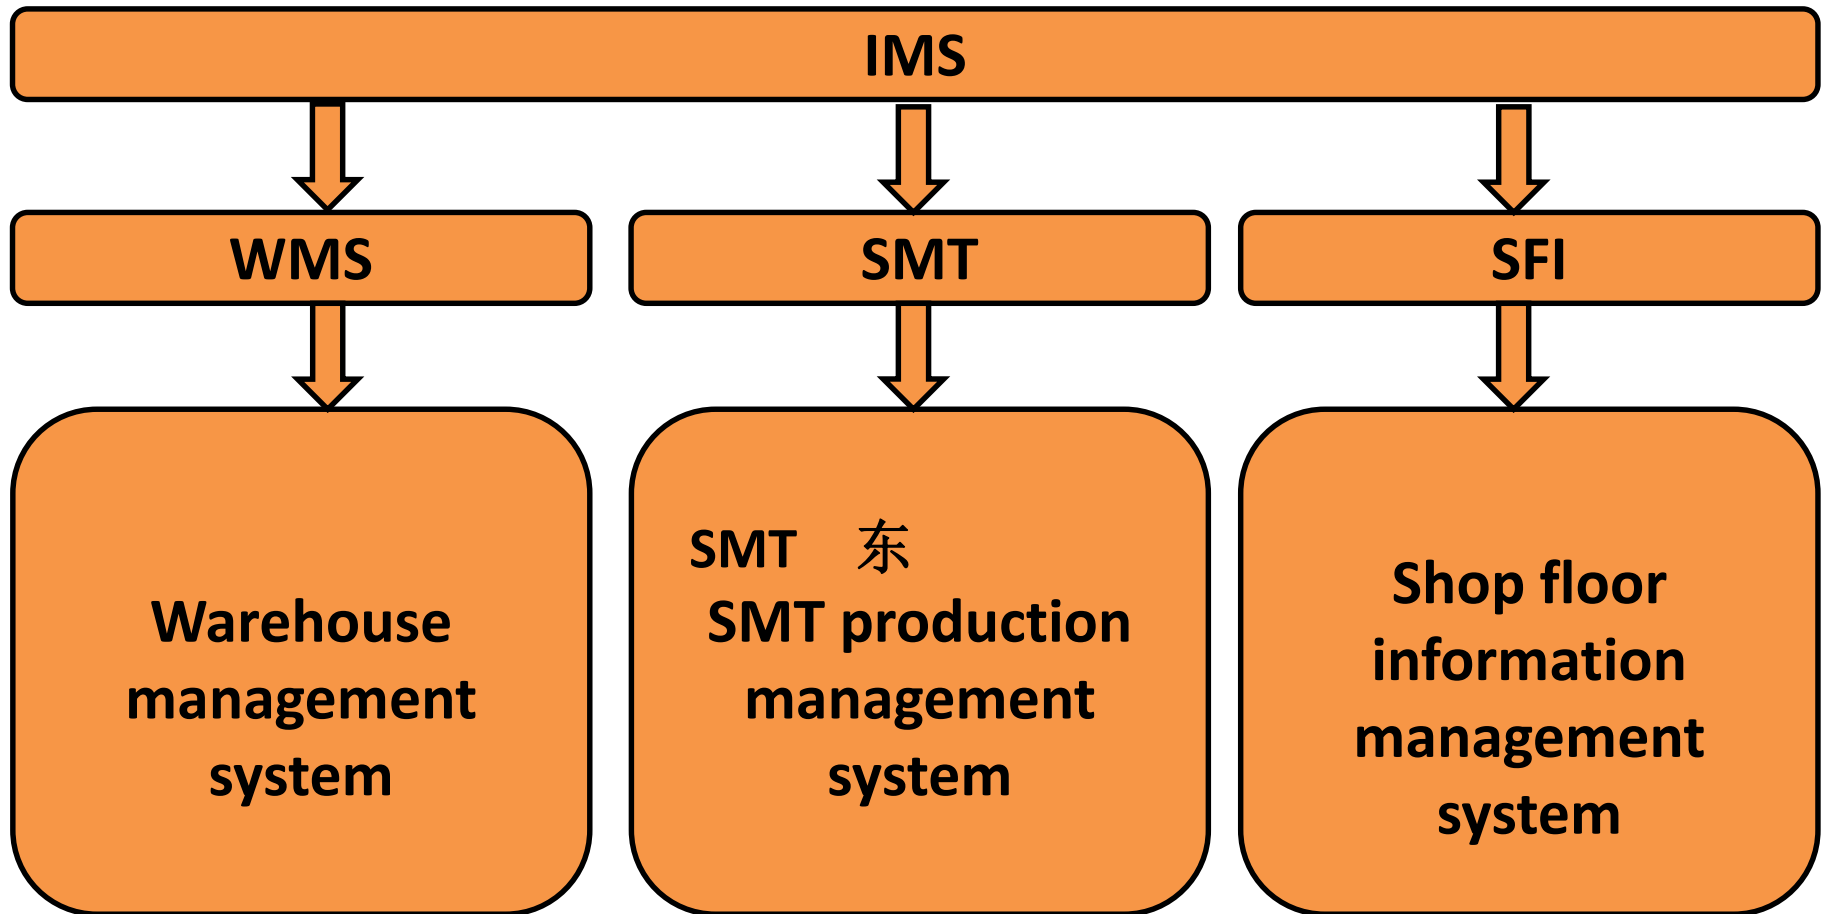 IMS
WMS
SMT
SFI
Warehouse
management
system
SMT 东
SMT production
management
system
Shop floor
information
management
system